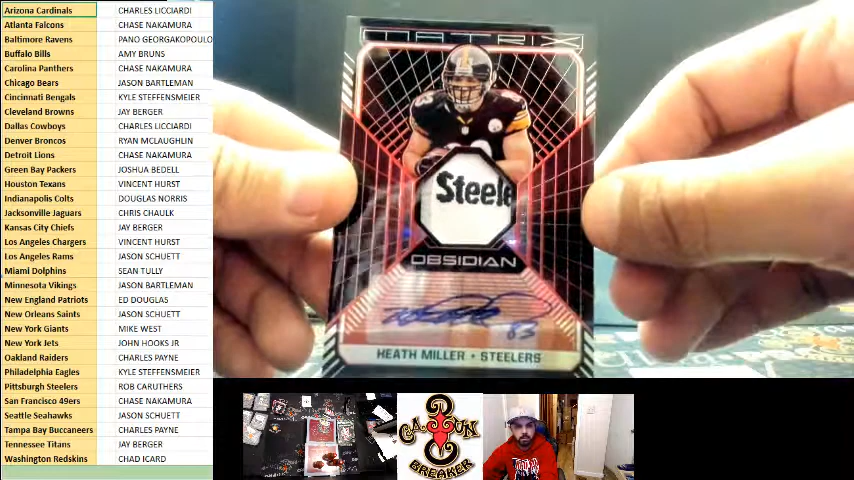 Arizona Cardinals CHARLES LICCIARDI
Atlanta Falcons CHASE NAKAMURA
Baltimore Ravens PANO GEORGAKOPOULO
Buffalo Bills AMY BRUNS
Carolina Panthers CHASE NAKAMURA
Chicago Bears JASON BARTLEMAN
Cincinnati Bengals KYLE STEFFENSMEIER
Cleveland Browns JAY BERGER
Dallas Cowboys CHARLES LICCIARDI
Denver Broncos RYAN MCLAUGHLIN
Detroit Lions CHASE NAKAMURA
Green Bay Packers JOSHUA BEDELL
Houston Texans VINCENT HURST
Indianapolis Colts DOUGLAS NORRIS
Jacksonville Jaguars CHRIS CHAULK
Kansas City Chiefs JAY BERGER
Los Angeles Chargers VINCENT HURST
Los Angeles Rams JASON SCHUETT
Miami Dolphins SEAN TULLY
Minnesota Vikings JASON BARTLEMAN
New England Patriots ED DOUGLAS
New Orleans Saints JASON SCHUETT
New York Giants MIKE WEST
New York Jets JOHN HOOKS JR
Oakland Raiders CHARLES PAYNE
Philadelphia Eagles KYLE STEFFENSMEIER
Pittsburgh Steelers ROB CARUTHERS
San Francisco 49ers CHASE NAKAMURA
Seattle Seahawks JASON SCHUETT
Tampa Bay Buccaneers CHARLES PAYNE
Tennessee Titans JAY BERGER
Washington Redskins CHAD ICARD
MATRIX
Steele
OBSIDIAN
83
HEATH MILLER • STEELERS
CAJUN
BREAKER